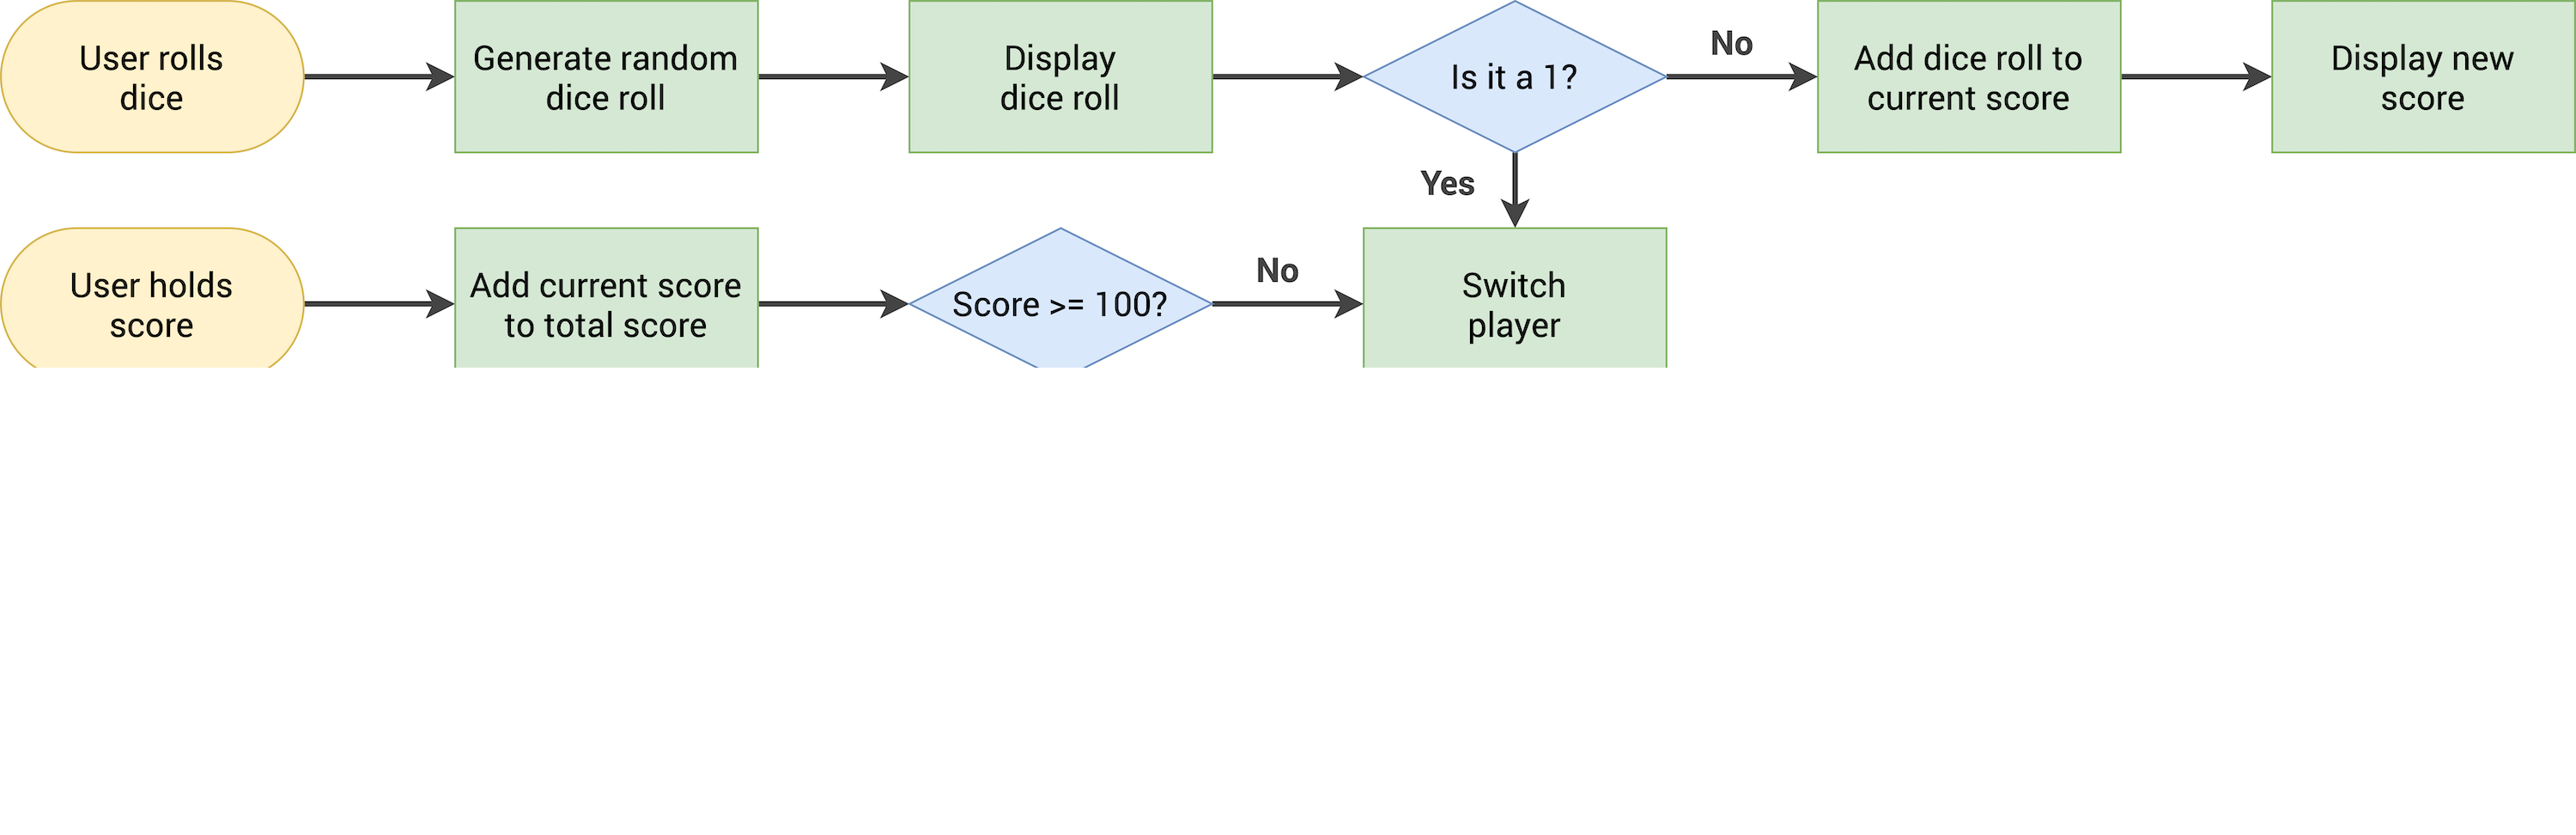 User rolls
dice
Generate random
dice roll
Display
dice roll
Is it a 1?
No
Add dice roll to
current score
Display new
score
Yes
User holds
score
Add current score
to total score
Score >= 100?
No
Switch
player